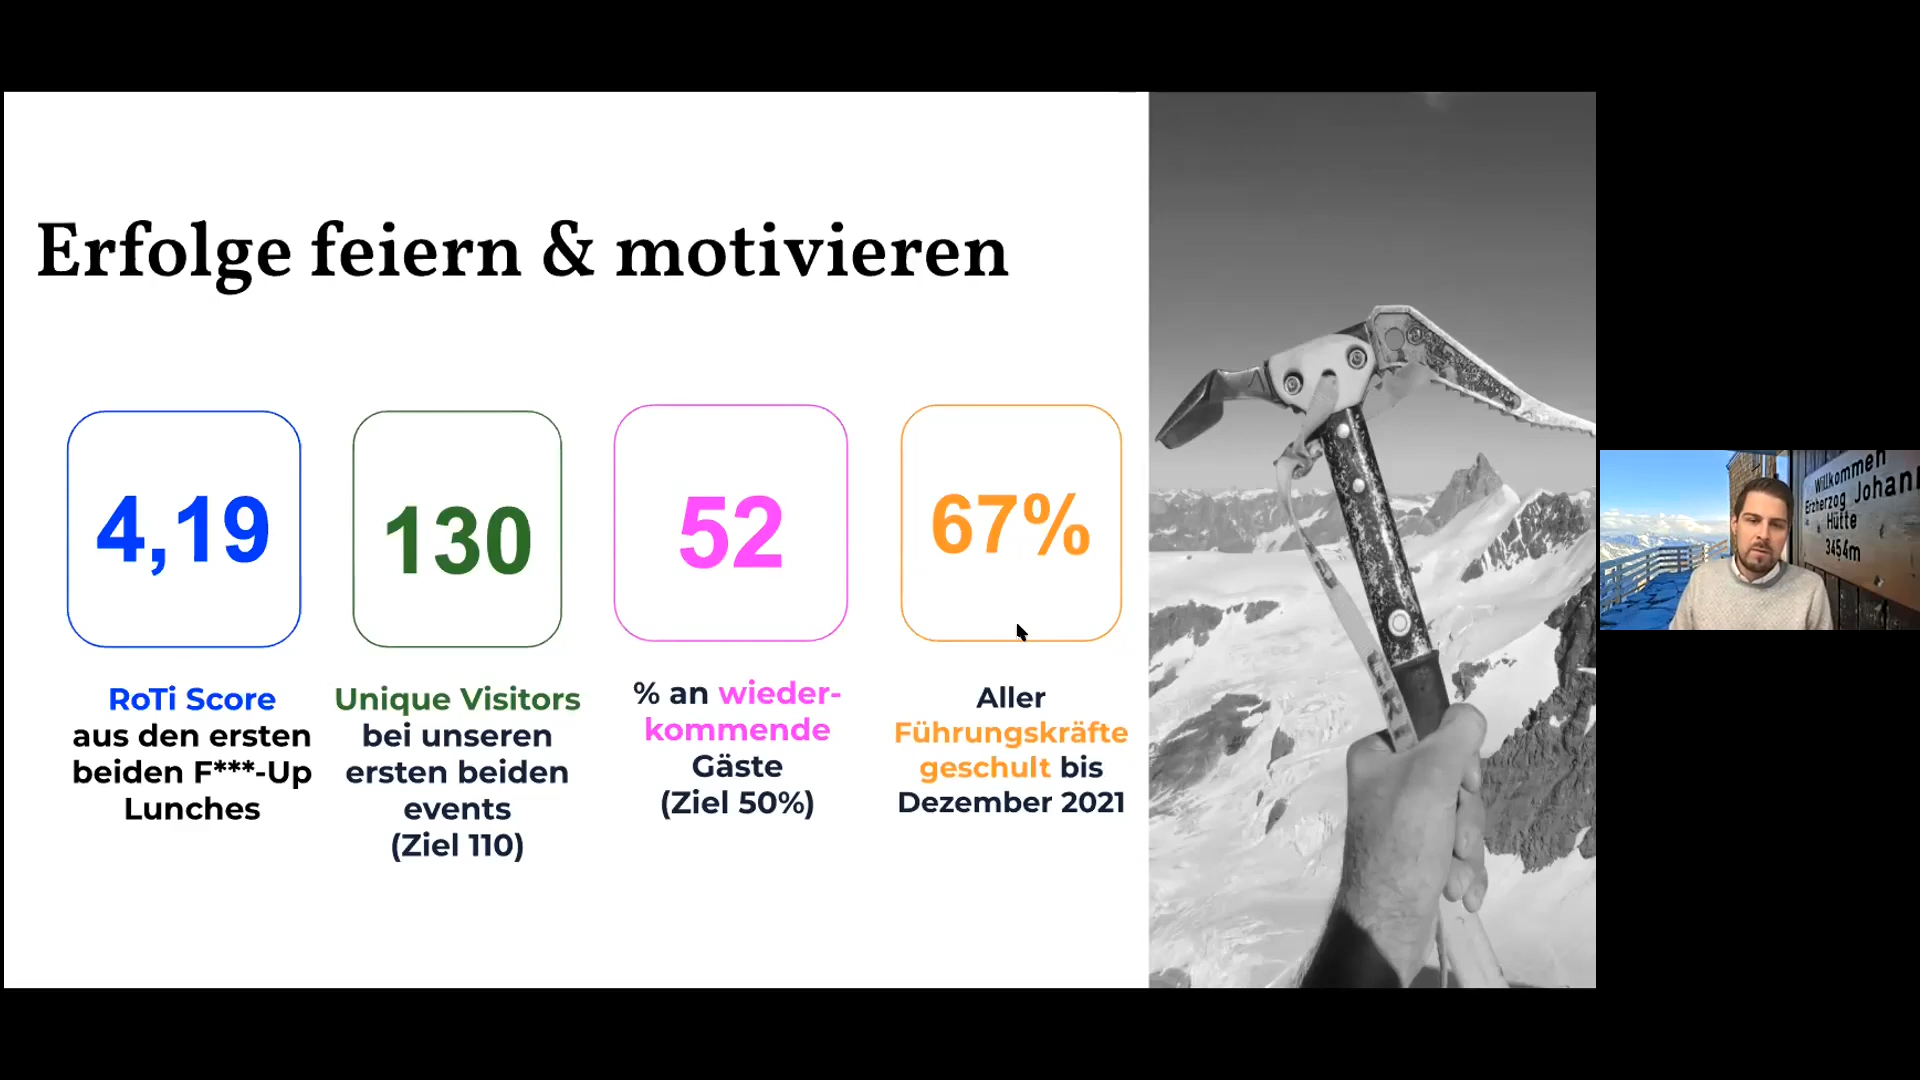 Erfolge feiern & motivieren
4,19
RoTi Score
aus den ersten
beiden F***-Up
Lunches
130
Unique Visitors
bei unseren
ersten beiden
events
(Ziel 110)
52
% an wieder-
kommende
Gäste
(Ziel 50%)
67%
Aller
Führungskräfte
geschult bis
Dezember 2021
Willkommen
Erzherzog Johann
Hütte
3454m